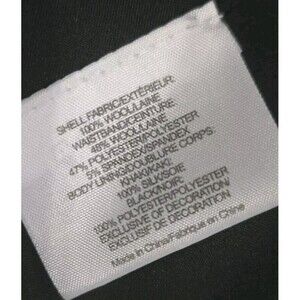 SHELL FABRIC/EXTÉRIEUR:
100% WOOL/LAINE
WAISTBAND/CEINTURE
48% WOOL/LAINE
47% POLYESTER/POLYESTER
5% SPANDEX/SPANDEX
BODY LINING/DOUBLURE CORPS:
KHAKI/KAKI:
100% SILK/SOIE
BLACK/NOIR:
100% POLYESTER/POLYESTER
EXCLUSIVE OF DECORATION/
EXCLUSIF DE DECORATION
Made in China/Fabriqué en Chine